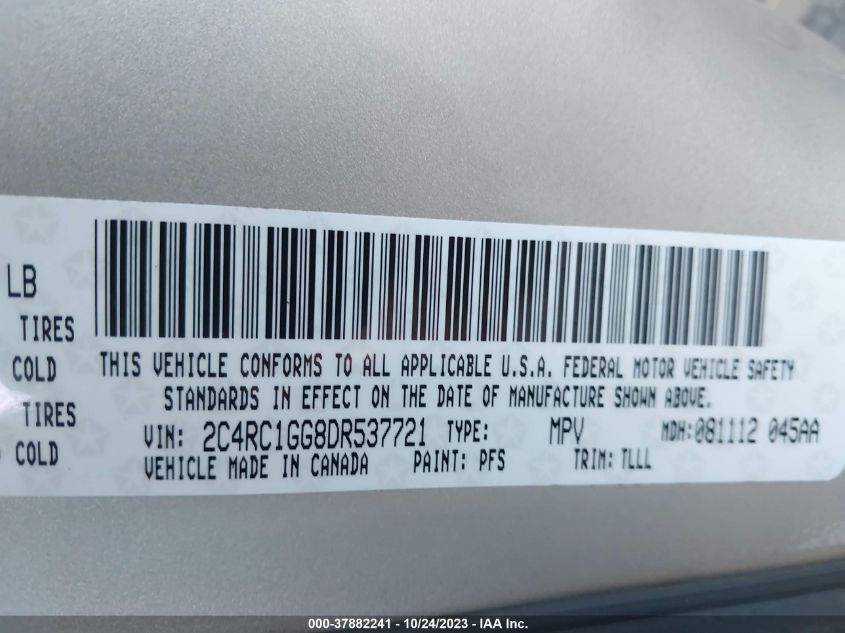 LB
TIRES
COLD
TIRES
COLD
THIS VEHICLE CONFORMS TO ALL APPLICABLE U.S.A. FEDERAL MOTOR VEHICLE SAFETY
STANDARDS IN EFFECT ON THE DATE OF MANUFACTURE SHOWN ABOVE.
VIN: 2C4RC1GG8DR537721 TYPE: MPV MDH:081112 045AA
VEHICLE MADE IN CANADA PAINT: PFS TRIM: TLLL
000-37882241 - 10/24/2023 - IAA Inc.